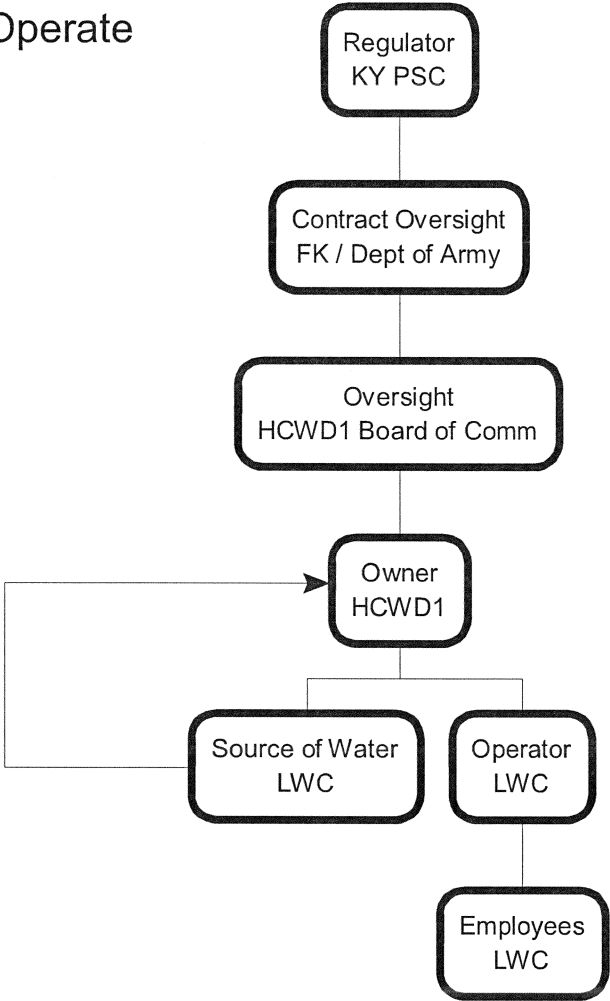 Operate
Regulator
KY PSC
Contract Oversight
FK / Dept of Army
Oversight
HCWD1 Board of Comm
Owner
HCWD1
Source of Water
LWC
Operator
LWC
Employees
LWC